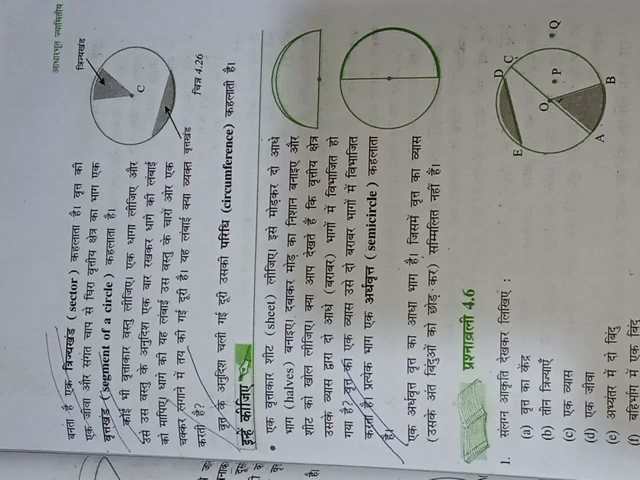 आधारभूत ज्यामितीय
बनता है एक त्रिज्यखंड (sector) कहलाता है। वृत्त की
एक जीवा और संगत चाप से घिरा वृत्तीय क्षेत्र का भाग एक
वृत्तखंड (segment of a circle) कहलाता है।
कोई भी वृत्ताकार वस्तु लीजिए। एक धागा लीजिए और
उसे उस वस्तु के अनुदिश एक बार रखकर धागे की लंबाई
को मापिए। धागे की यह लंबाई उस वस्तु के चारों ओर एक
चक्कर लगाने में तय की गई दूरी है। यह लंबाई क्या व्यक्त
करती है?
त्रिज्यखंड
C
वृत्तखंड
चित्र 4.26
वृत्त के अनुदिश चली गई दूरी उसकी परिधि (circumference) कहलाती है।
इन्हें कीजिए
• एक वृत्ताकार शीट (sheet) लीजिए। इसे मोड़कर दो आधे
भाग (halves) बनाइए। दबाकर मोड़ का निशान बनाइए और
शीट को खोल लीजिए। क्या आप देखते हैं कि वृत्तीय क्षेत्र
उसके व्यास द्वारा दो आधे (बराबर) भागों में विभाजित हो
गया है? वृत्त का एक व्यास उसे दो बराबर भागों में विभाजित
करता है। प्रत्येक भाग एक अर्धवृत्त (semicircle) कहलाता
है।
एक अर्धवृत्त वृत्त का आधा भाग है। जिसमें वृत्त का व्यास
(उसके अंत बिंदुओं को छोड़ कर) सम्मिलित नहीं हैं।
प्रश्नावली 4.6
1. संलग्न आकृति देखकर लिखिए :
(a) वृत्त का केंद्र
(b) तीन त्रिज्याएँ
(c) एक व्यास
(d) एक जीवा
(e) अभ्यंतर में दो बिंदु
(f) बहिर्भाग में एक बिंदु
E
D
C
Q
O
P
A
B